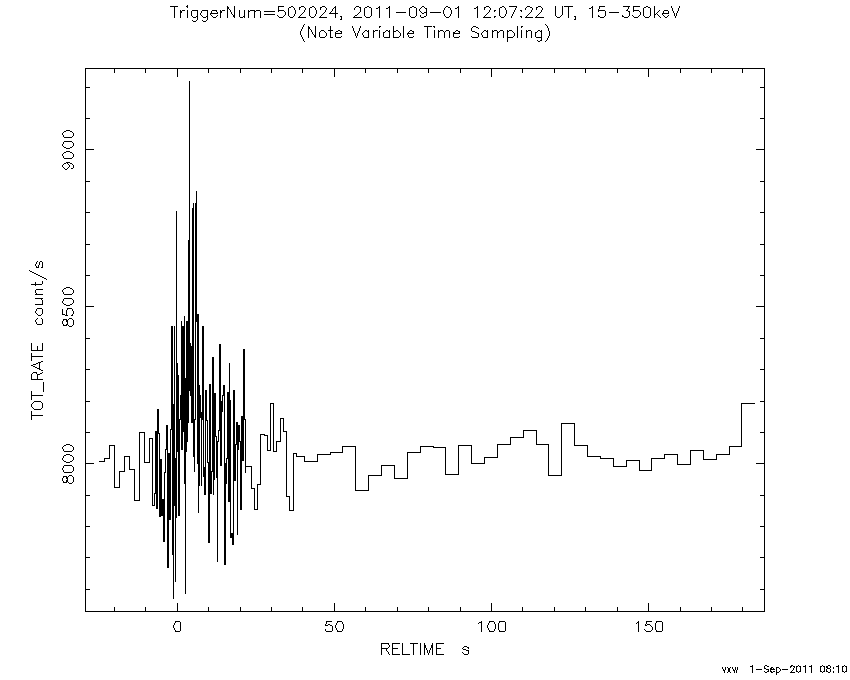 TriggerNum=502024, 2011-09-01 12:07:22 UT, 15-350keV
(Note Variable Time Sampling)
TOT_RATE count/s
9000
8500
8000
0 50 100 150
RELTIME s
vxw 1-Sep-2011 08:10